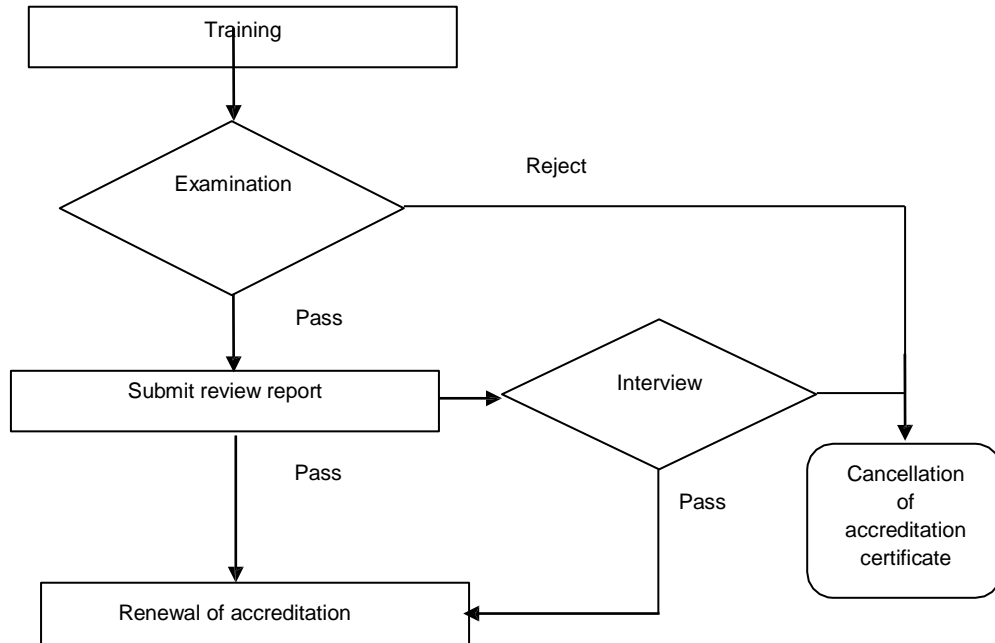 Training
Examination
Reject
Pass
Submit review report
Interview
Pass
Pass
Cancellation
of
accreditation
certificate
Renewal of accreditation